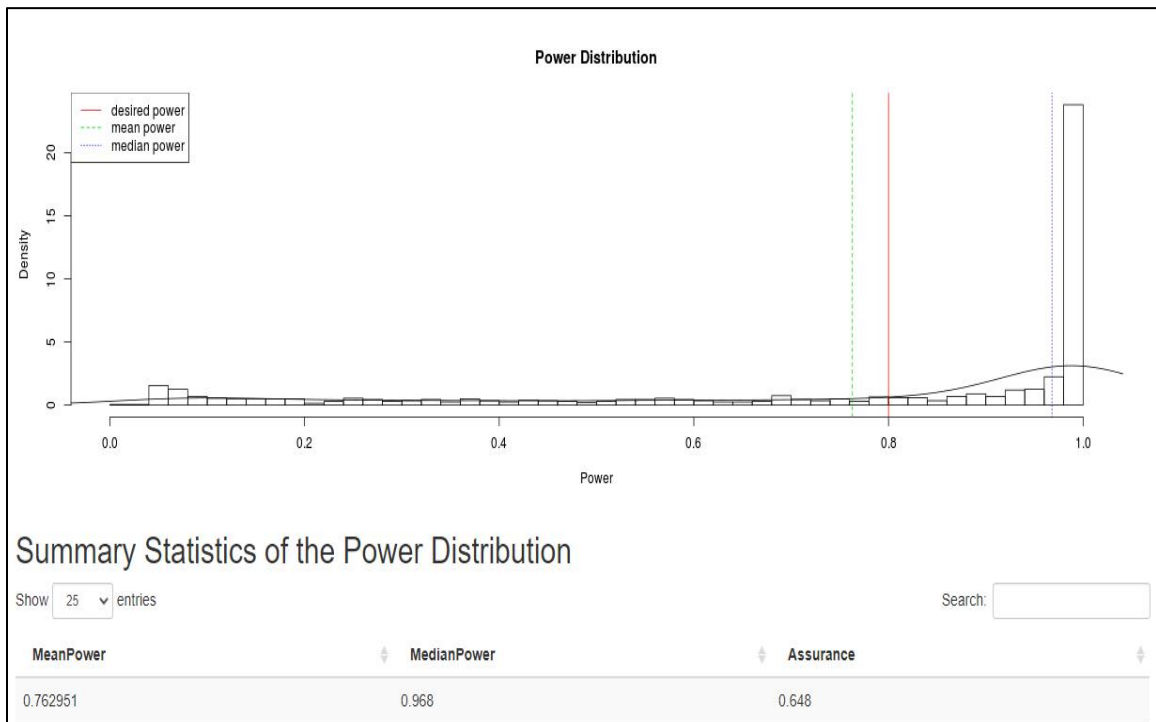 Power Distribution
desired power
mean power
median power
Density
0
5
10
15
20
0.0 0.2 0.4 0.6 0.8 1.0
Power
Summary Statistics of the Power Distribution
Show 25 entries Search:
MeanPower MedianPower Assurance
0.762951 0.968 0.648